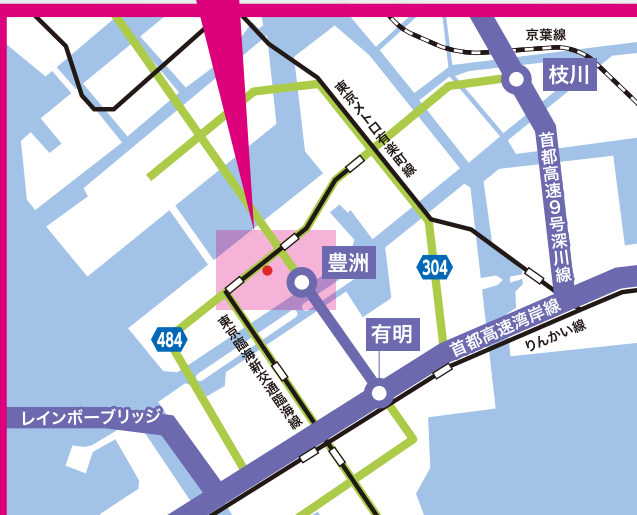 京葉線
枝川
東京メトロ有楽町線
首都高速9号深川線
豊洲
304
首都高速湾岸線
りんかい線
有明
484
東京臨海新交通臨海線
レインボーブリッジ